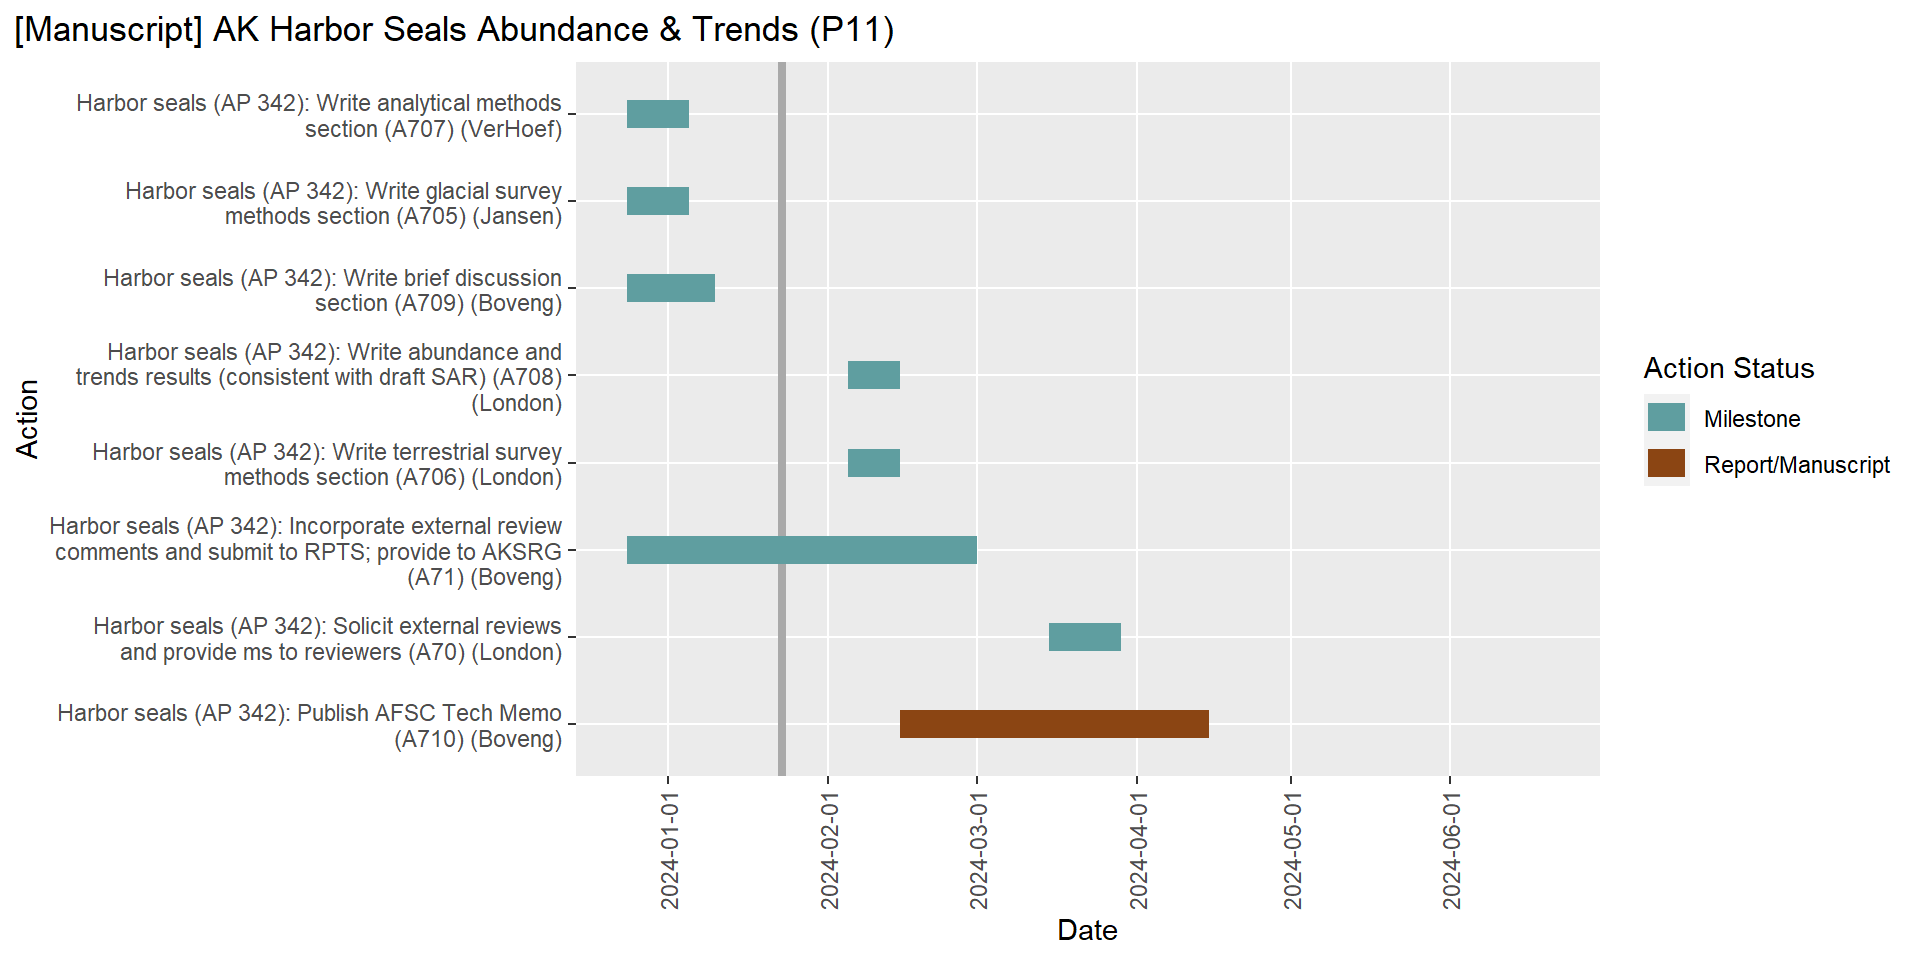 [Manuscript] AK Harbor Seals Abundance & Trends (P11)
Action
Harbor seals (AP 342): Write analytical methods
section (A707) (VerHoef)
Harbor seals (AP 342): Write glacial survey
methods section (A705) (Jansen)
Harbor seals (AP 342): Write brief discussion
section (A709) (Boveng)
Harbor seals (AP 342): Write abundance and
trends results (consistent with draft SAR) (A708)
(London)
Harbor seals (AP 342): Write terrestrial survey
methods section (A706) (London)
Harbor seals (AP 342): Incorporate external review
comments and submit to RPTS; provide to AKSRG
(A71) (Boveng)
Harbor seals (AP 342): Solicit external reviews
and provide ms to reviewers (A70) (London)
Harbor seals (AP 342): Publish AFSC Tech Memo
(A710) (Boveng)
2024-01-01
2024-02-01
2024-03-01
2024-04-01
2024-05-01
2024-06-01
Date
Action Status
Milestone
Report/Manuscript